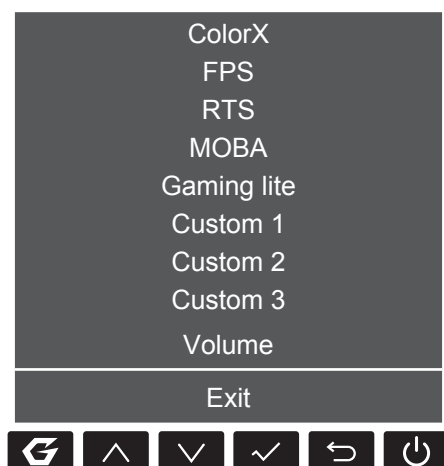 ColorX
FPS
RTS
MOBA
Gaming lite
Custom 1
Custom 2
Custom 3
Volume
Exit